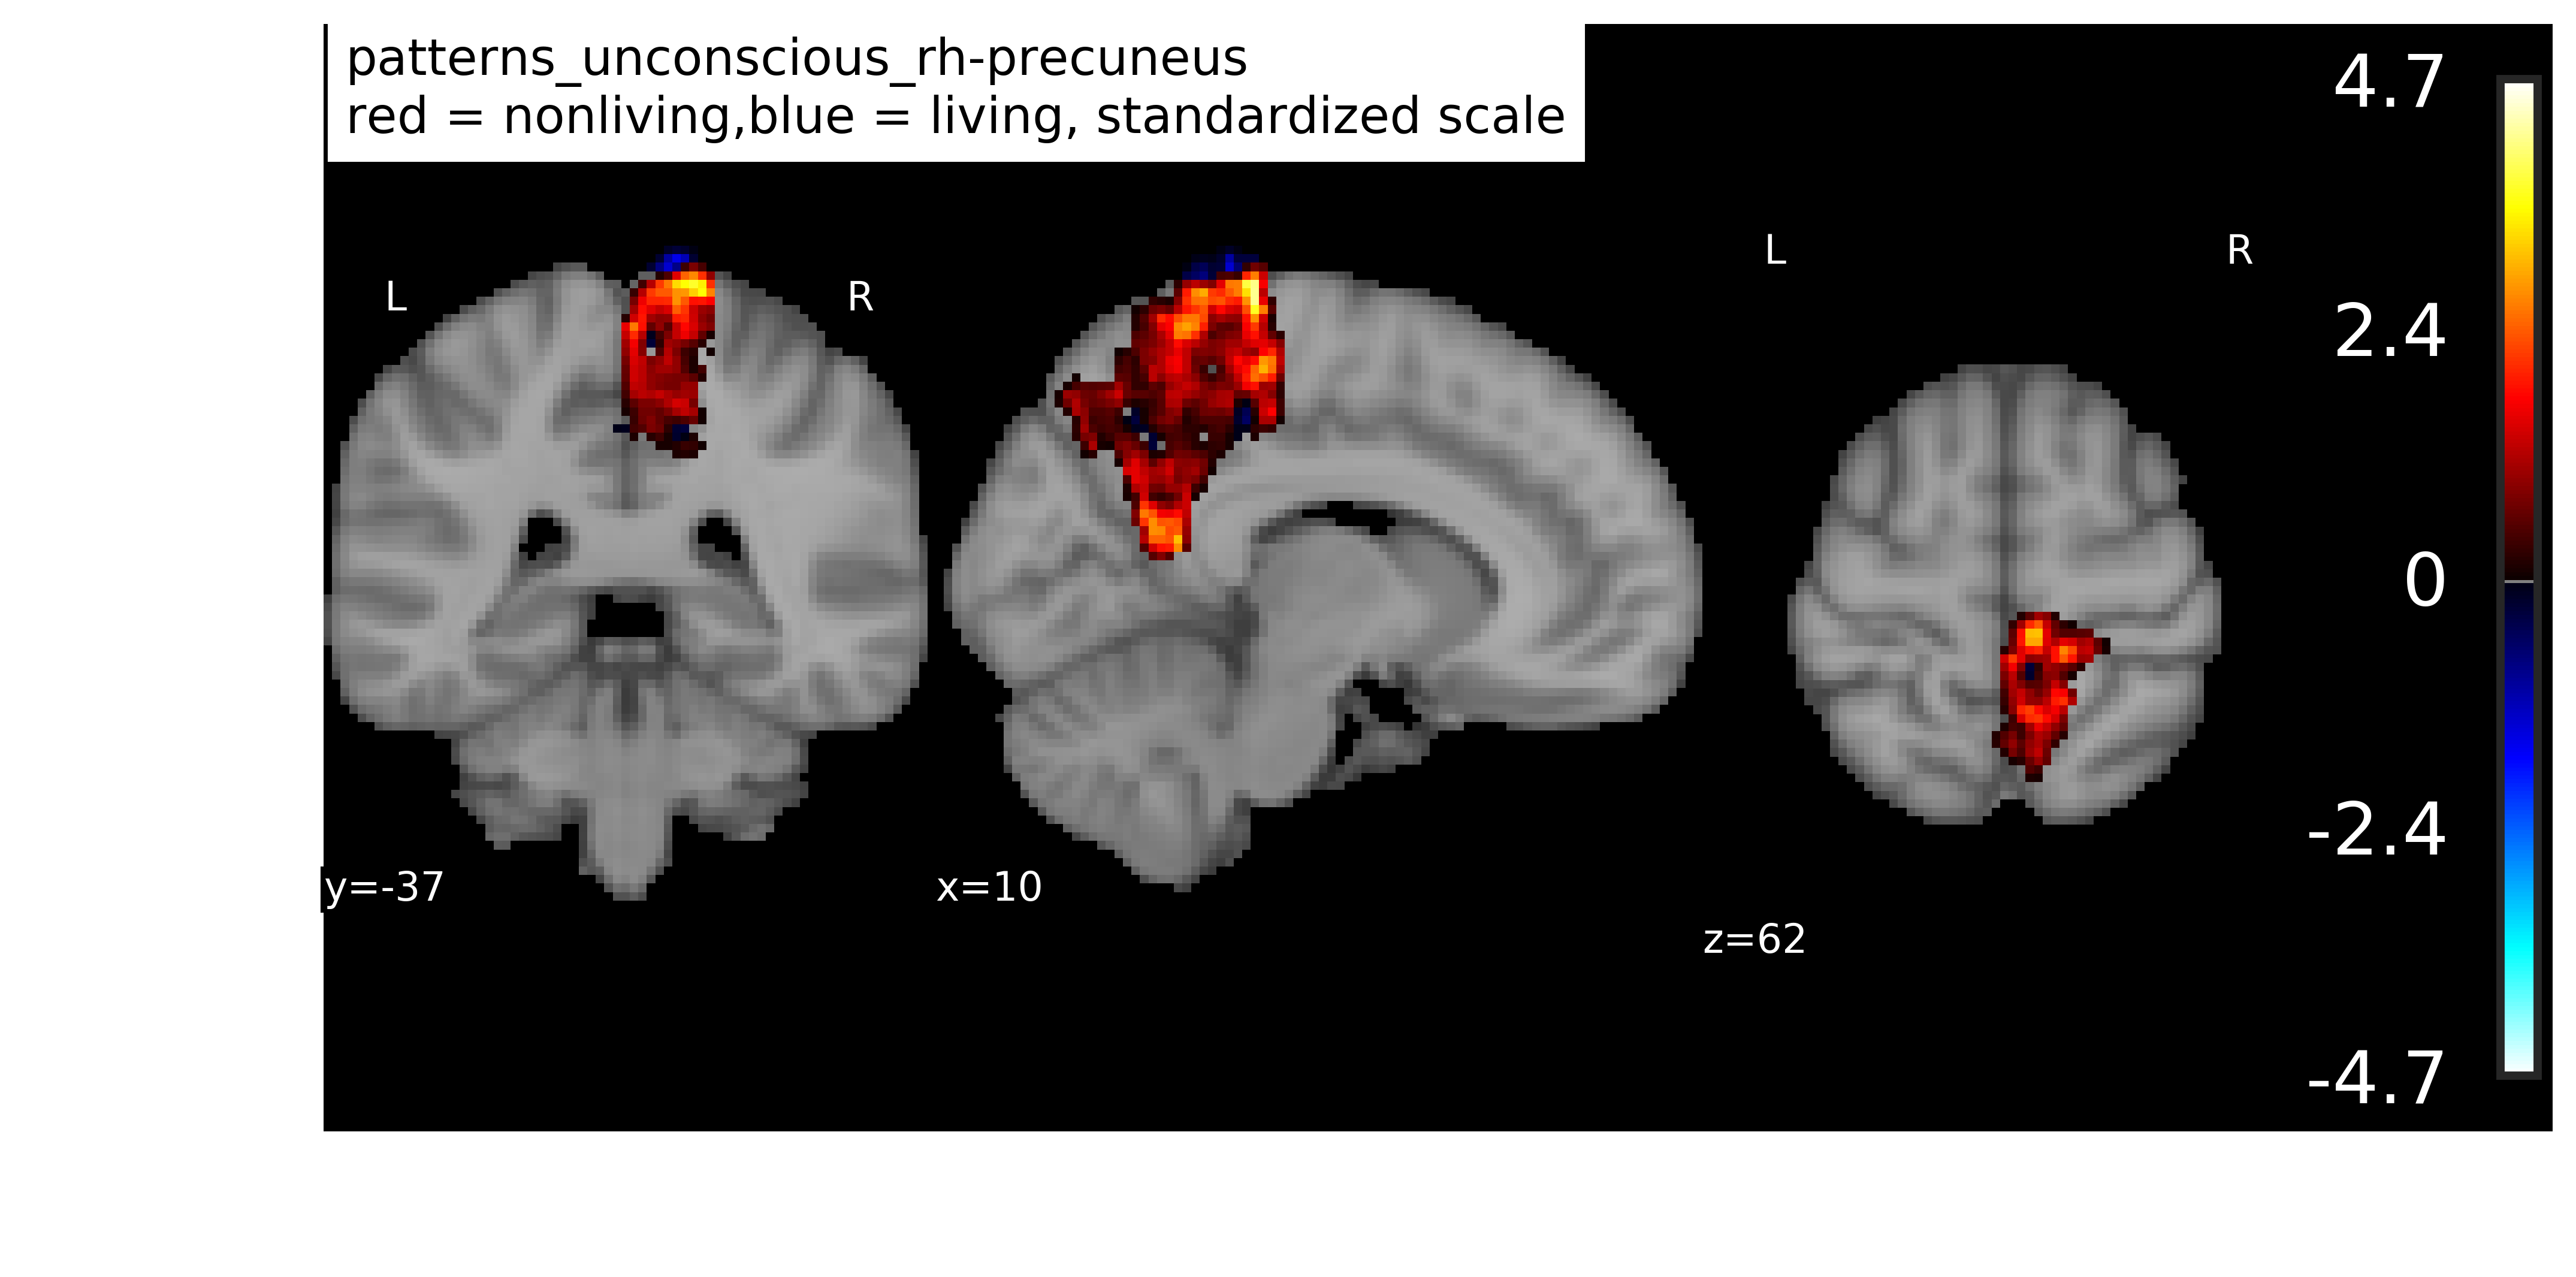 patterns_unconscious_rh-precuneus
red = nonliving,blue = living, standardized scale
L
R
L
R
y=-37
x=10
z=62
4.7
2.4
0
-2.4
-4.7